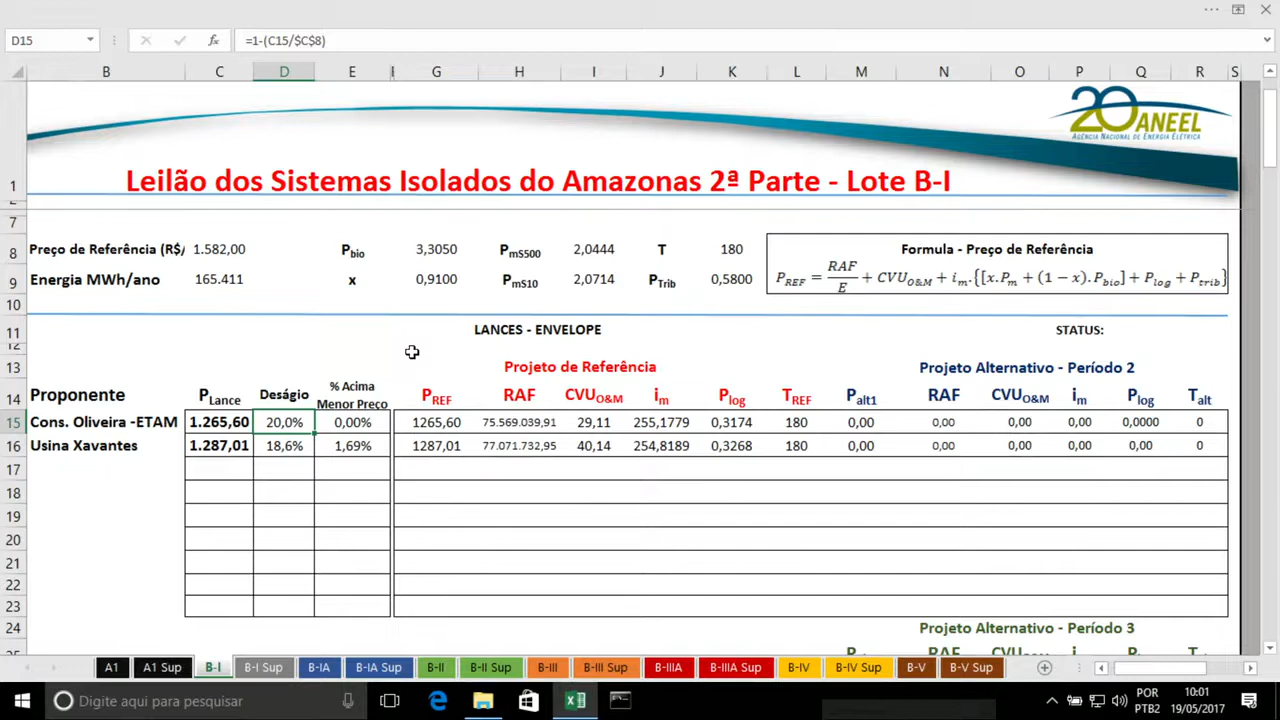 D15 =1-(C15/$C$8)
B C D E G H I J K L M N O P Q R S
20 ANEEL
AGÊNCIA NACIONAL DE ENERGIA ELÉTRICA
1 Leilão dos Sistemas Isolados do Amazonas 2ª Parte - Lote B-I
7
8 Preço de Referência (R$/ 1.582,00 Pbio 3,3050 PmS500 2,0444 T 180 Formula - Preço de Referência
9 Energia MWh/ano 165.411 x 0,9100 PmS10 2,0714 PTrib 0,5800 PREF = RAF/E + CVUO&M + im.{[x.Pm + (1 − x).Pbio] + Plog + Ptrib}
10
11 LANCES - ENVELOPE STATUS:
12
13 Projeto de Referência Projeto Alternativo - Período 2
14 Proponente PLance Deságio % Acima Menor Preço PREF RAF CVUO&M im Plog TREF Palt1 RAF CVUO&M im Plog Talt
15 Cons. Oliveira -ETAM 1.265,60 20,0% 0,00% 1265,60 75.569.039,91 29,11 255,1779 0,3174 180 0,00 0,00 0,00 0,00 0,0000 0
16 Usina Xavantes 1.287,01 18,6% 1,69% 1287,01 77.071.732,95 40,14 254,8189 0,3268 180 0,00 0,00 0,00 0,00 0,00 0
17
18
19
20
21
22
23
24 Projeto Alternativo - Período 3
A1 A1 Sup B-I B-I Sup B-IA B-IA Sup B-II B-II Sup B-III B-III Sup B-IIIA B-IIIA Sup B-IV B-IV Sup B-V B-V Sup
Digite aqui para pesquisar POR 10:01
PTB2 19/05/2017